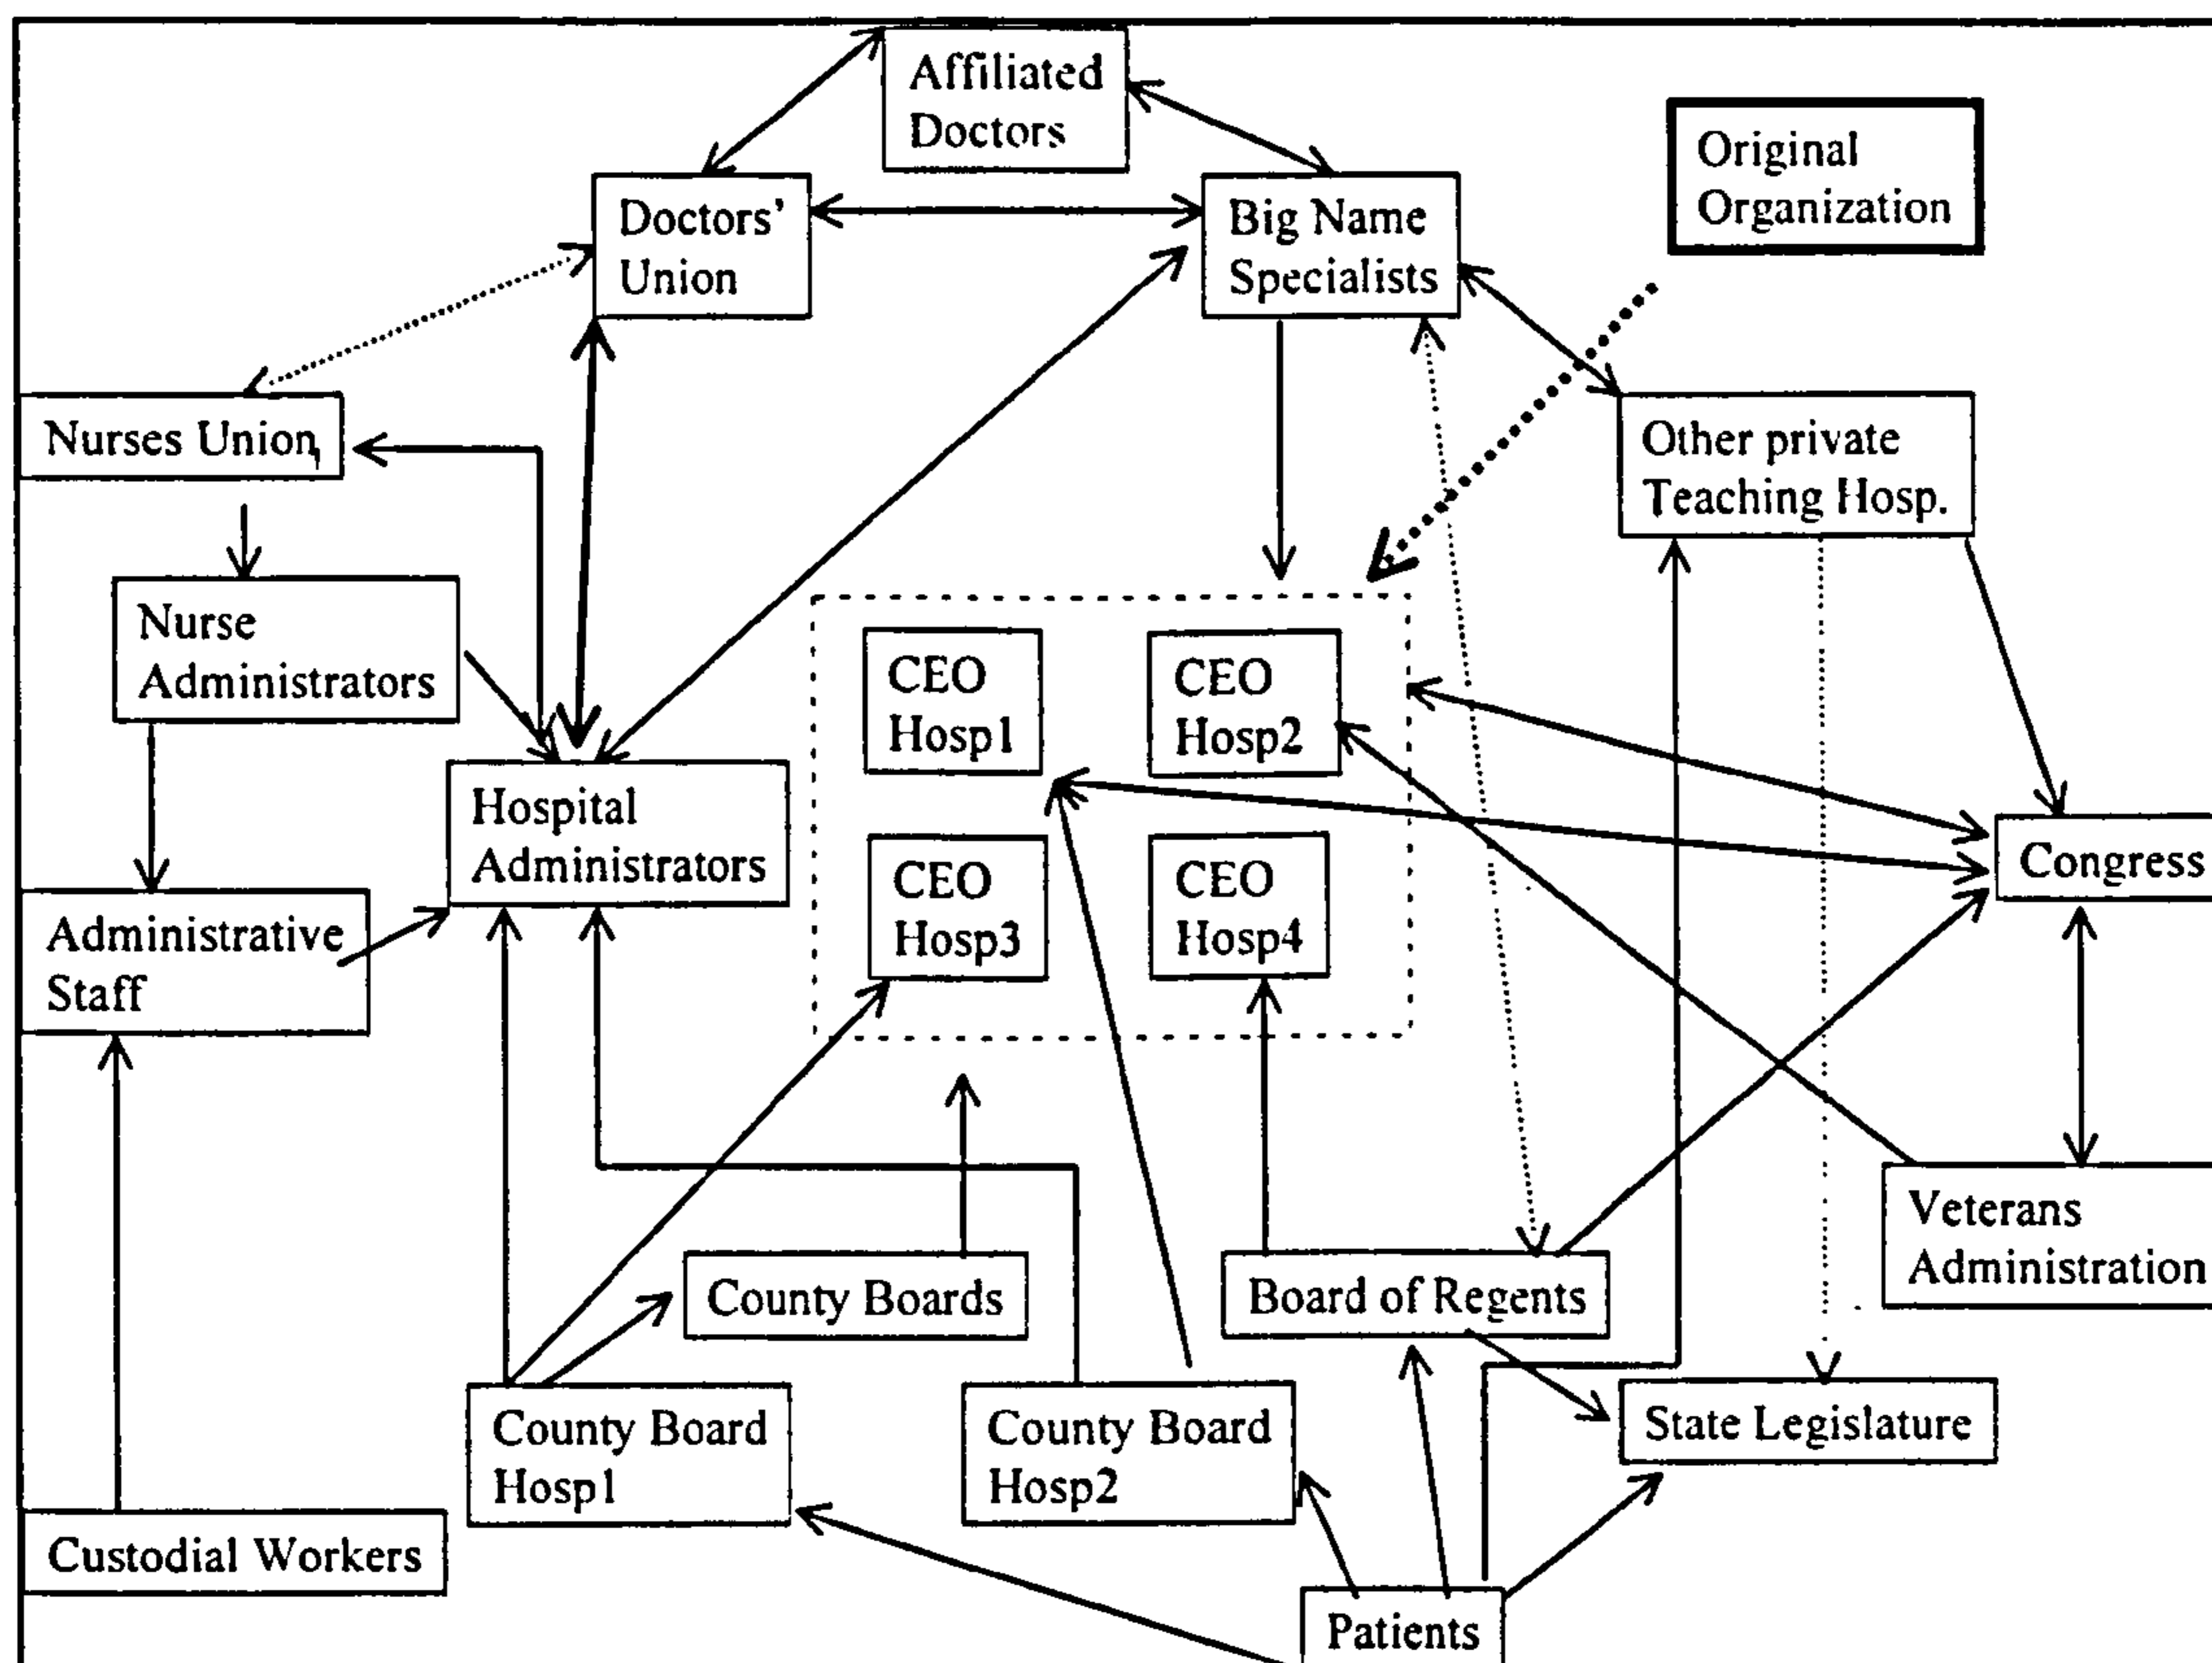 Affiliated
Doctors
Original
Organization
Doctors'
Union
Big Name
Specialists
Nurses Union
Other private
Teaching Hosp.
Nurse
Administrators
CEO
Hosp1
CEO
Hosp2
Hospital
Administrators
Congress
CEO
Hosp3
CEO
Hosp4
Administrative
Staff
Veterans
Administration
County Boards
Board of Regents
County Board
Hosp1
County Board
Hosp2
State Legislature
Custodial Workers
Patients